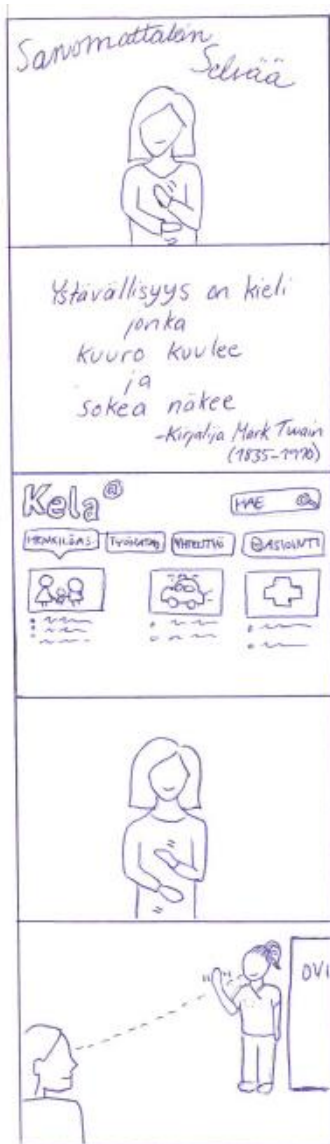 Sanomattakin
Selvää
Ystävällisyys on kieli
jonka
kuuro kuulee
ja
sokea näkee
-Kirjailija Mark Twain
(1835-1910)
Kela@
HAE
HENKILÖAS.
TYÖNANTAJ
YHTEISTYÖ
@ASIOINTI
OVI